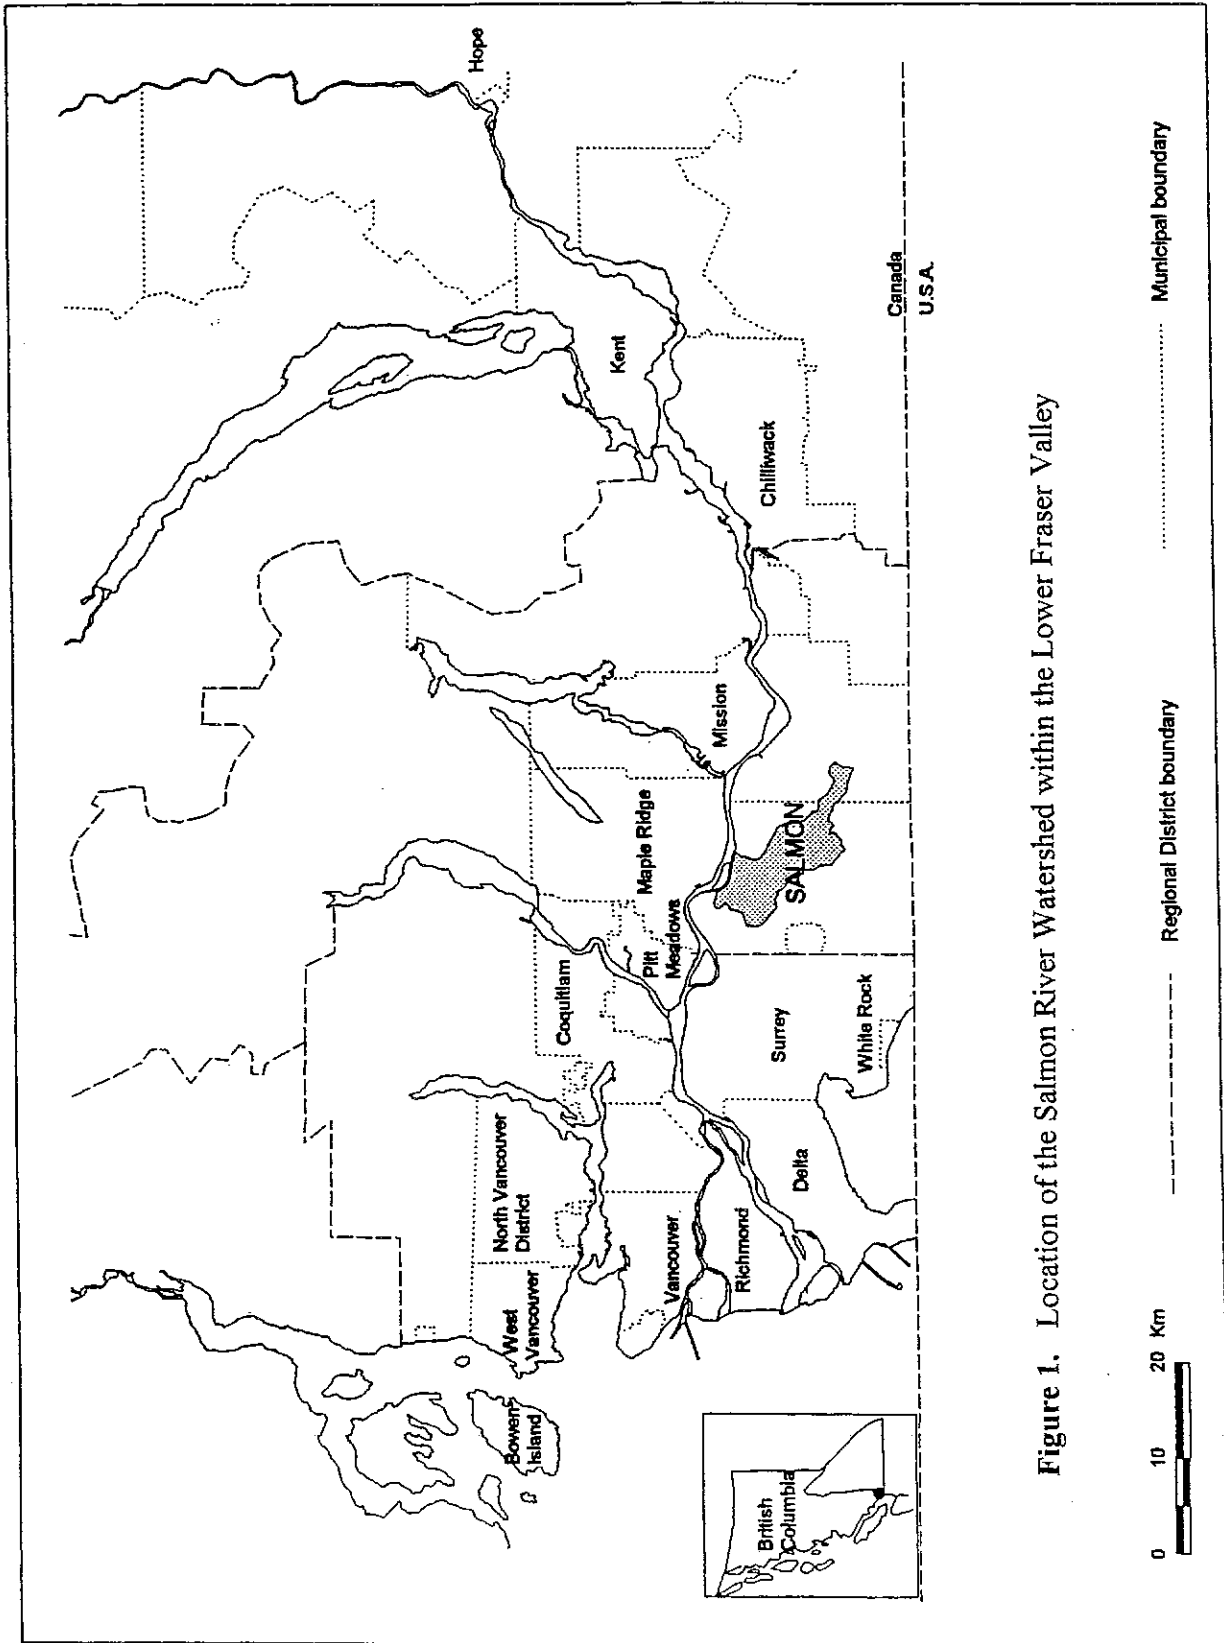 Hope
Kent
Chilliwack
Canada
U.S.A.
Mission
Maple Ridge
Pitt
Meadows
SALMON
Coquitlam
Surrey
White Rock
North Vancouver
District
West
Vancouver
Vancouver
Richmond
Delta
Bowen
Island
British
Columbia
Figure 1. Location of the Salmon River Watershed within the Lower Fraser Valley
0 10 20 Km
Regional District boundary
Municipal boundary